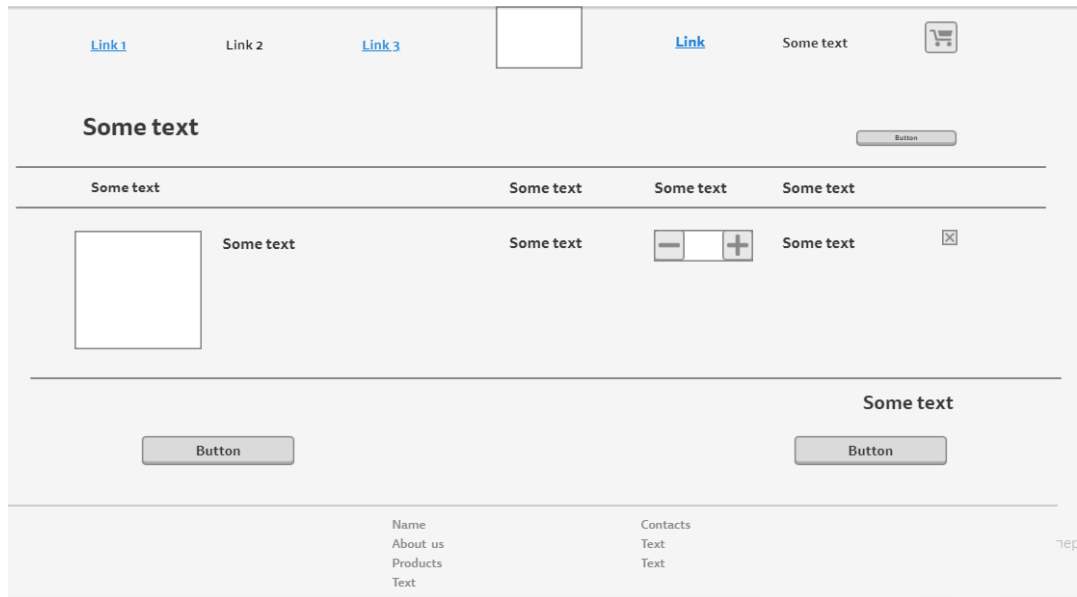 Link 1 Link 2 Link 3 Link Some text
Some text
Button
Some text Some text Some text Some text
Some text Some text Some text
Some text
Button Button
Name Contacts
About us Text
Products Text
Text